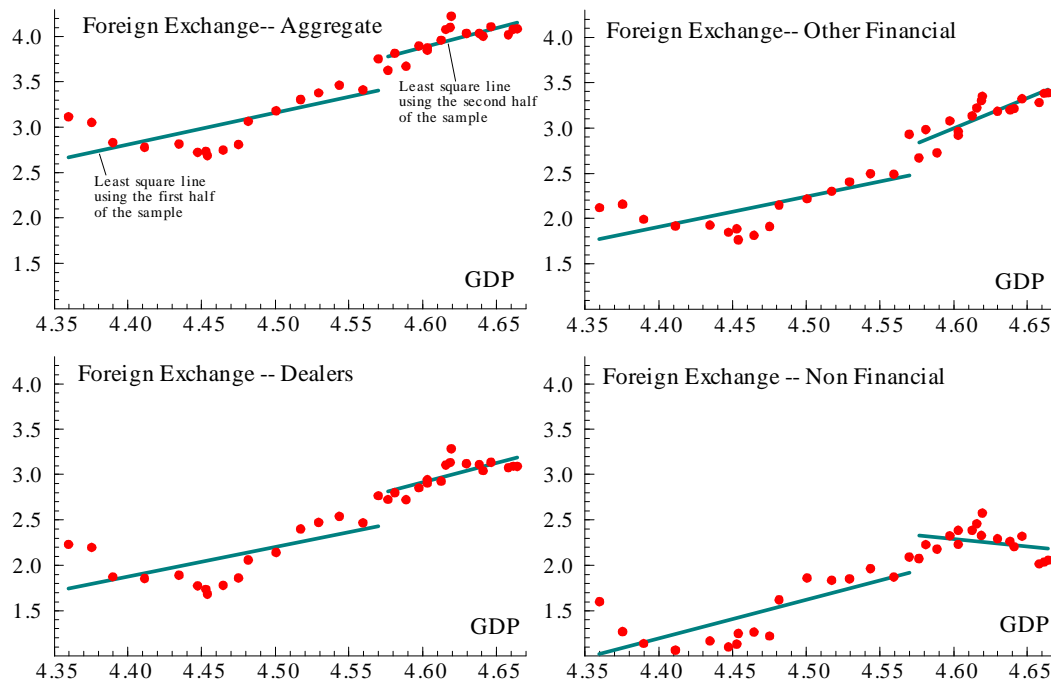 Foreign Exchange-- Aggregate
4.0
3.5
3.0
2.5
2.0
1.5
Least square line
using the second half
of the sample
Least square line
using the first half
of the sample
GDP
4.35 4.40 4.45 4.50 4.55 4.60 4.65
Foreign Exchange-- Other Financial
4.0
3.5
3.0
2.5
2.0
1.5
GDP
4.35 4.40 4.45 4.50 4.55 4.60 4.65
Foreign Exchange -- Dealers
4.0
3.5
3.0
2.5
2.0
1.5
GDP
4.35 4.40 4.45 4.50 4.55 4.60 4.65
Foreign Exchange -- Non Financial
4.0
3.5
3.0
2.5
2.0
1.5
GDP
4.35 4.40 4.45 4.50 4.55 4.60 4.65